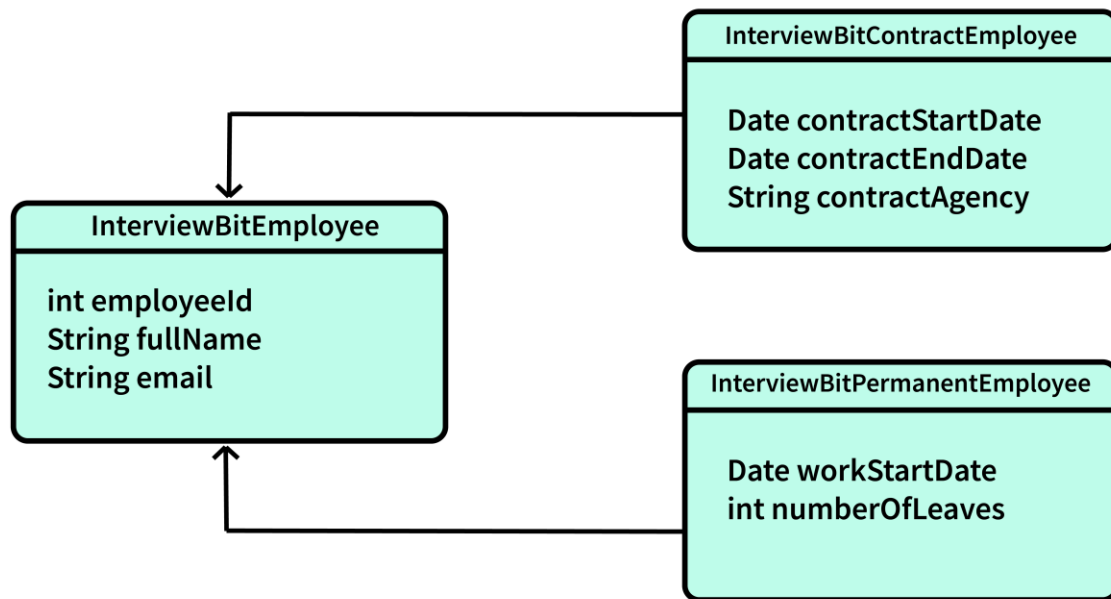 InterviewBitEmployee
int employeeId
String fullName
String email
InterviewBitContractEmployee
Date contractStartDate
Date contractEndDate
String contractAgency
InterviewBitPermanentEmployee
Date workStartDate
int numberOfLeaves